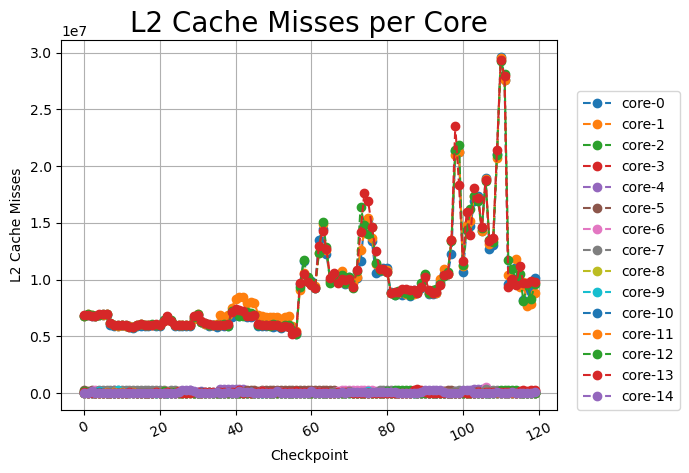 L2 Cache Misses per Core
1e7
3.0
2.5
2.0
1.5
1.0
0.5
0.0
L2 Cache Misses
0
20
40
60
80
100
120
Checkpoint
core-0
core-1
core-2
core-3
core-4
core-5
core-6
core-7
core-8
core-9
core-10
core-11
core-12
core-13
core-14